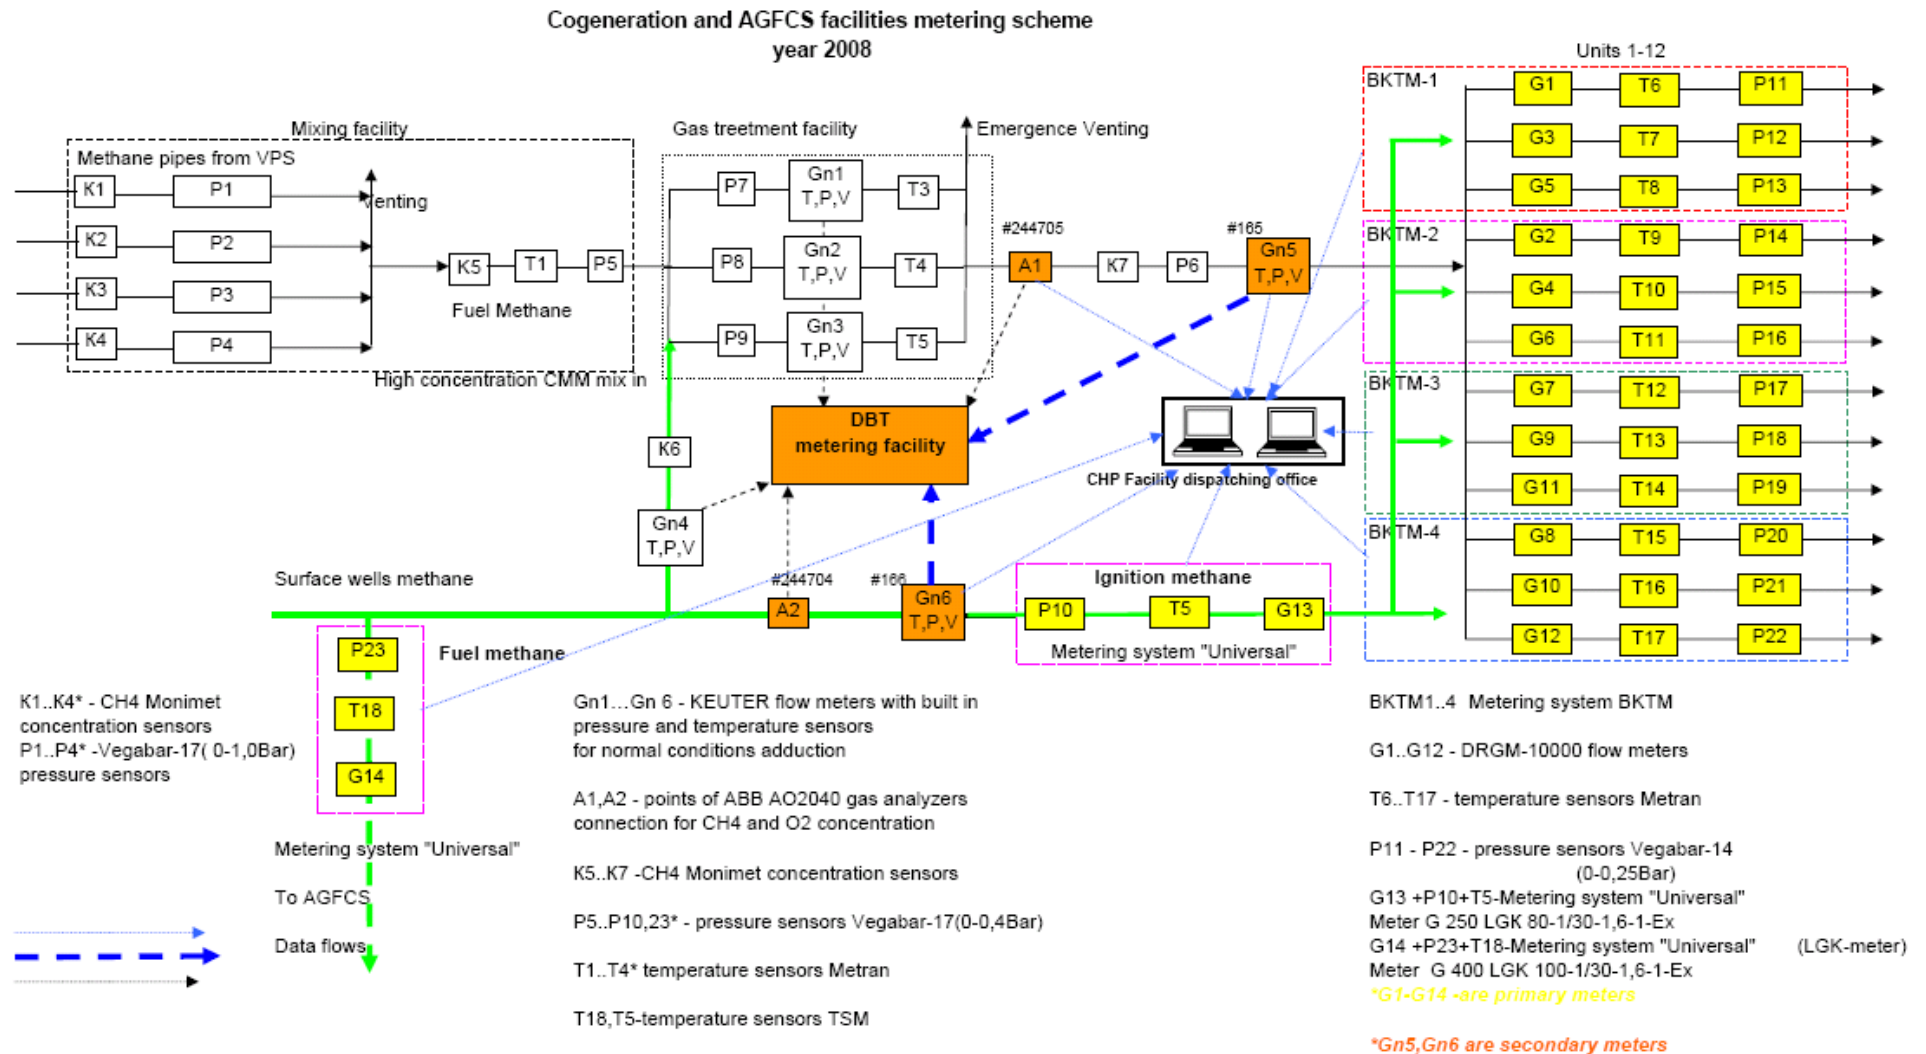 Cogeneration and AGFCS facilities metering scheme
year 2008
Units 1-12
Mixing facility
Gas treetment facility
Emergence Venting
Methane pipes from VPS
K1
P1
Venting
K2
P2
K3
P3
K4
P4
K5
T1
P5
Fuel Methane
High concentration CMM mix in
P7
Gn1
T,P,V
T3
P8
Gn2
T,P,V
T4
P9
Gn3
T,P,V
T5
#244705
A1
K7
P6
#165
Gn5
T,P,V
BKTM-1
G1
T6
P11
G3
T7
P12
G5
T8
P13
BKTM-2
G2
T9
P14
G4
T10
P15
G6
T11
P16
BKTM-3
G7
T12
P17
G9
T13
P18
G11
T14
P19
BKTM-4
G8
T15
P20
G10
T16
P21
G12
T17
P22
DBT
metering facility
CHP Facility dispatching office
K6
Gn4
T,P,V
Surface wells methane
#244704
A2
#166
Gn6
T,P,V
Ignition methane
P10
T5
G13
Metering system "Universal"
P23
Fuel methane
T18
G14
Metering system "Universal"
To AGFCS
Data flows
K1..K4* - CH4 Monimet
concentration sensors
P1..P4* -Vegabar-17( 0-1,0Bar)
pressure sensors
Gn1...Gn 6 - KEUTER flow meters with built in
pressure and temperature sensors
for normal conditions adduction
A1,A2 - points of ABB AO2040 gas analyzers
connection for CH4 and O2 concentration
K5..K7 -CH4 Monimet concentration sensors
P5..P10,23* - pressure sensors Vegabar-17(0-0,4Bar)
T1..T4* temperature sensors Metran
T18,T5-temperature sensors TSM
BKTM1..4 Metering system BKTM
G1..G12 - DRGM-10000 flow meters
T6..T17 - temperature sensors Metran
P11 - P22 - pressure sensors Vegabar-14
(0-0,25Bar)
G13 +P10+T5-Metering system "Universal"
Meter G 250 LGK 80-1/30-1,6-1-Ex
G14 +P23+T18-Metering system "Universal" (LGK-meter)
Meter G 400 LGK 100-1/30-1,6-1-Ex
*G1-G14 -are primary meters
*Gn5,Gn6 are secondary meters